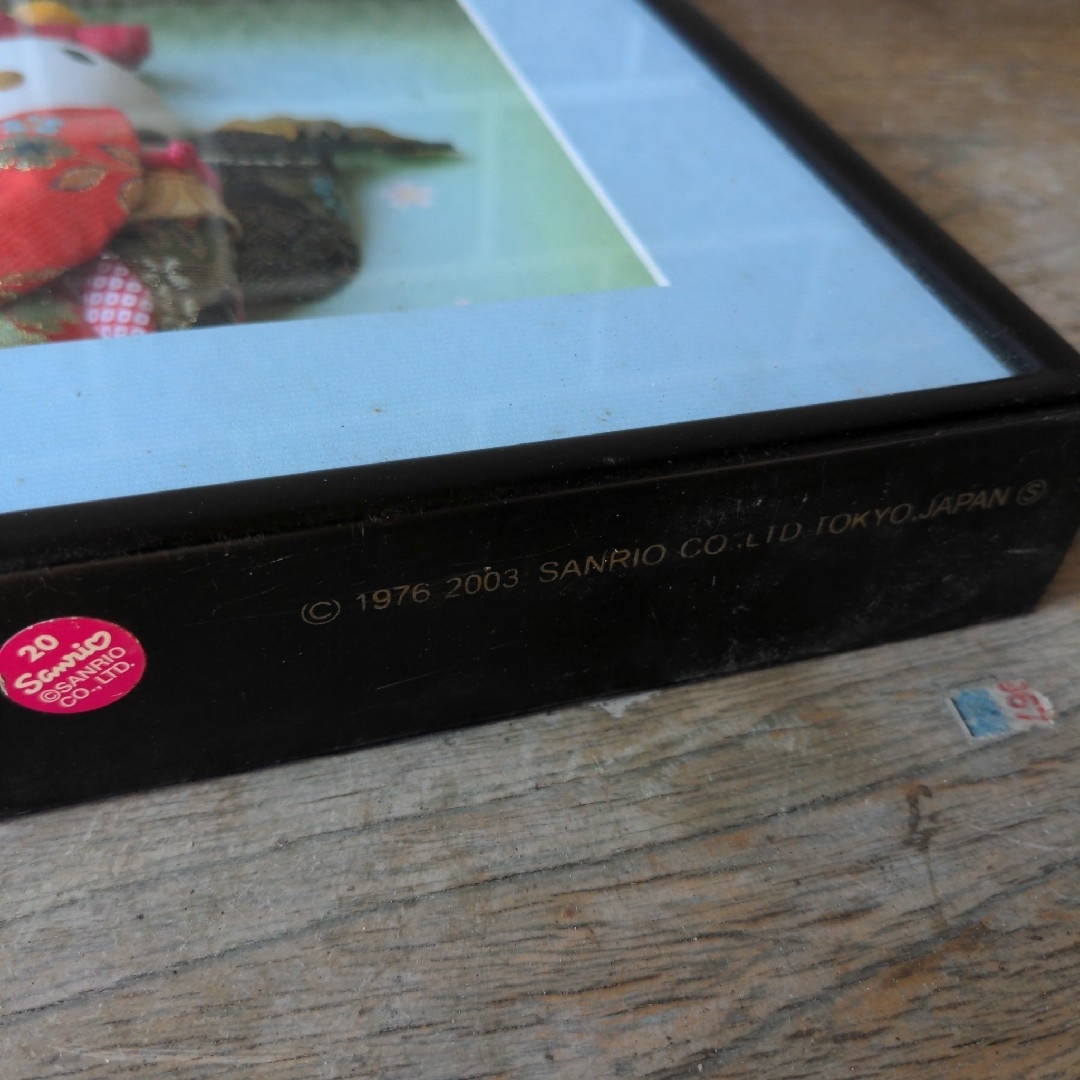 © 1976 2003 SANRIO CO.,LTD TOKYO.JAPAN Ⓢ
20
Sanrio
©SANRIO
CO., LTD.